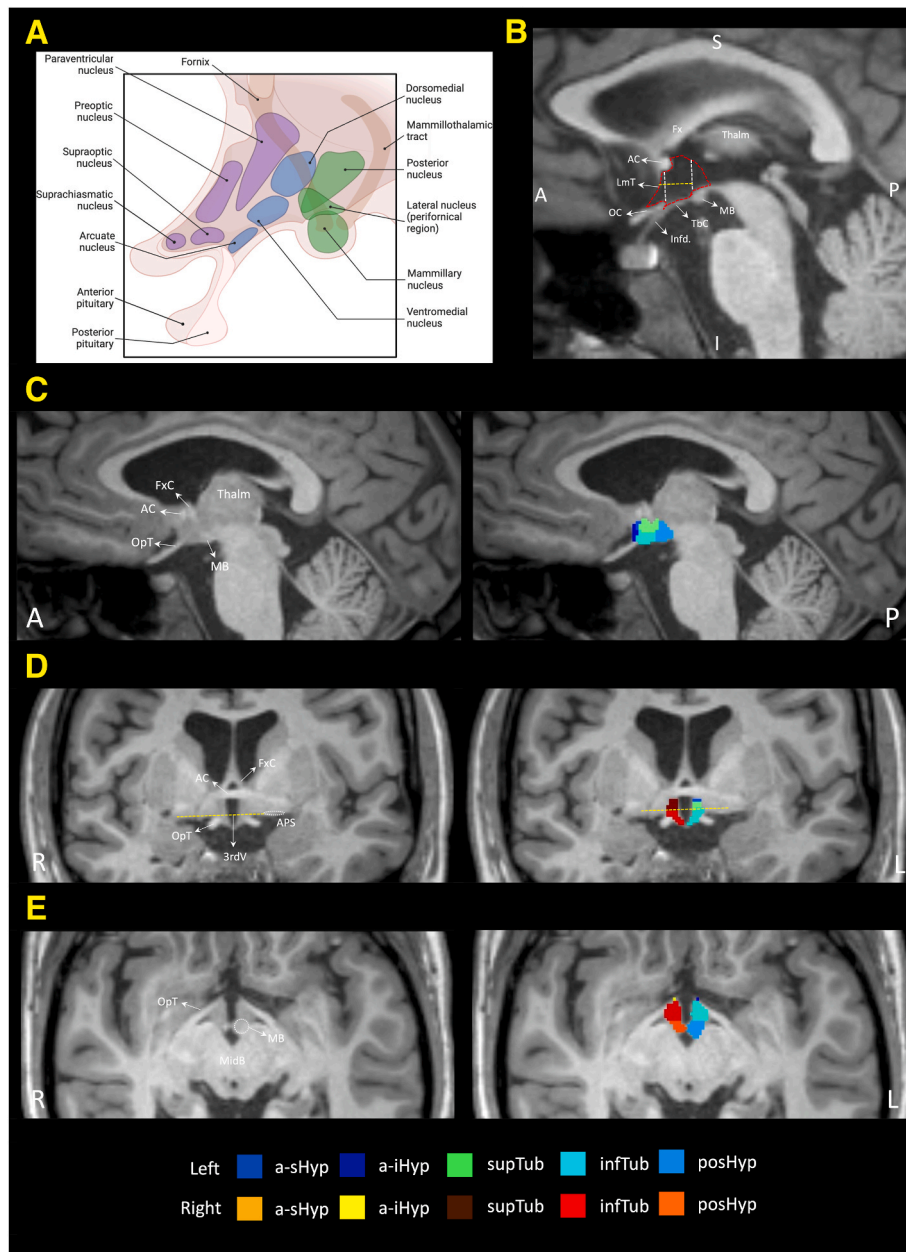 A
Paraventricular
nucleus
Fornix
Preoptic
nucleus
Supraoptic
nucleus
Suprachiasmatic
nucleus
Arcuate
nucleus
Anterior
pituitary
Posterior
pituitary
Dorsomedial
nucleus
Mammillothalamic
tract
Posterior
nucleus
Lateral nucleus
(perifornical
region)
Mammillary
nucleus
Ventromedial
nucleus
B
S
Fx
Thalm
AC
A
LmT
P
OC
MB
TbC
Infd.
I
C
FxC
Thalm
AC
OpT
MB
A
P
D
AC
FxC
OpT
APS
3rdV
R
L
E
OpT
MB
MidB
R
L
Left a-sHyp a-iHyp supTub infTub posHyp
Right a-sHyp a-iHyp supTub infTub posHyp